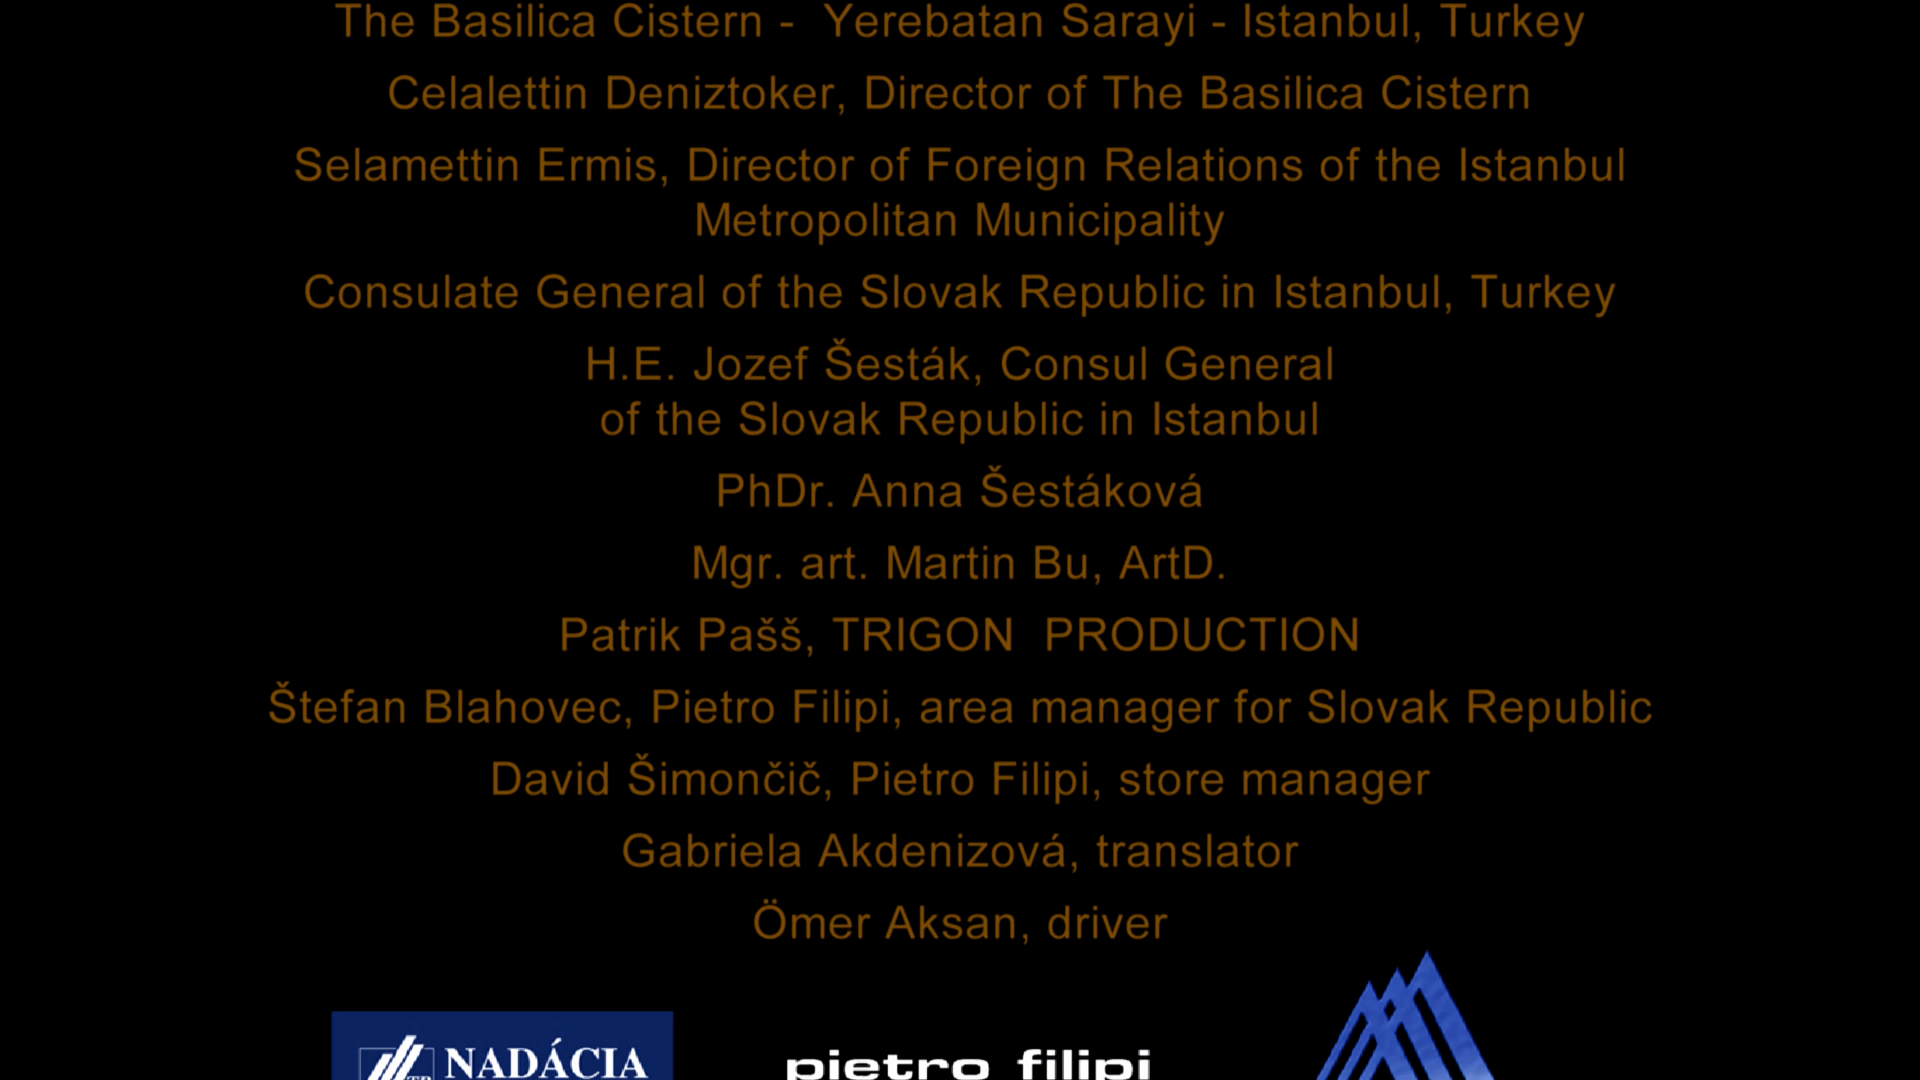 The Basilica Cistern -  Yerebatan Sarayi - Istanbul, Turkey
Celalettin Deniztoker, Director of The Basilica Cistern
Selamettin Ermis, Director of Foreign Relations of the Istanbul
Metropolitan Municipality
Consulate General of the Slovak Republic in Istanbul, Turkey
H.E. Jozef Šesták, Consul General
of the Slovak Republic in Istanbul
PhDr. Anna Šestáková
Mgr. art. Martin Bu, ArtD.
Patrik Pašš, TRIGON  PRODUCTION
Štefan Blahovec, Pietro Filipi, area manager for Slovak Republic
David Šimončič, Pietro Filipi, store manager
Gabriela Akdenizová, translator
Ömer Aksan, driver
NADÁCIA
pietro filipi